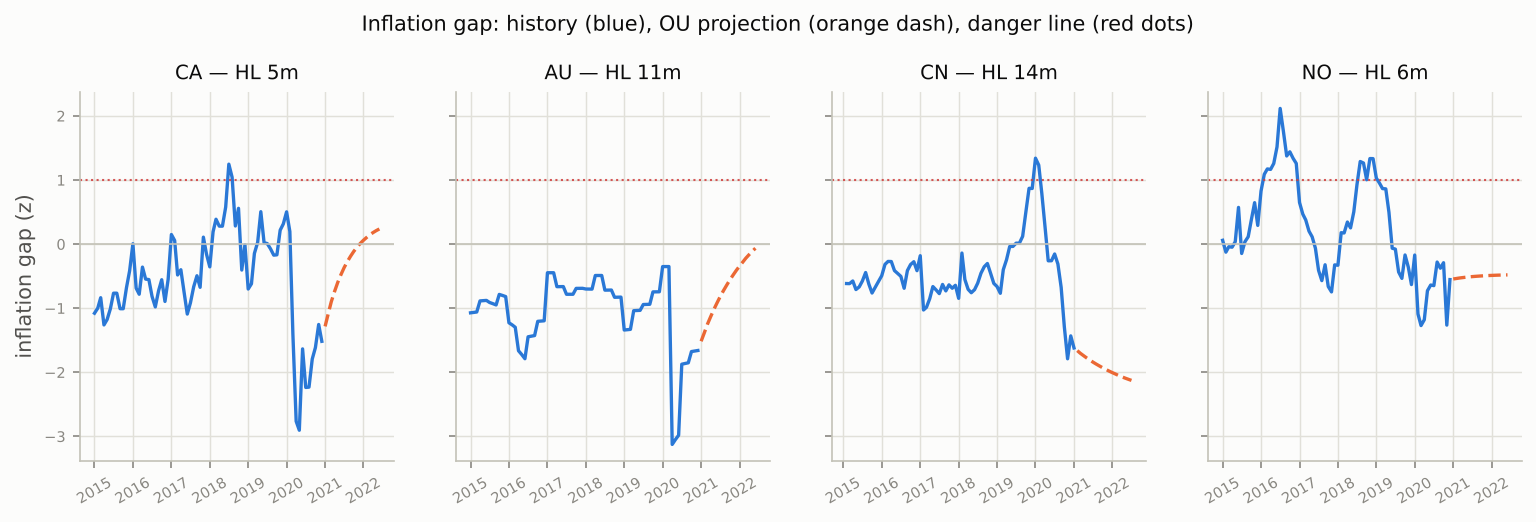 Inflation gap: history (blue), OU projection (orange dash), danger line (red dots)
CA — HL 5m
AU — HL 11m
CN — HL 14m
NO — HL 6m
inflation gap (z)
2
1
0
−1
−2
−3
2015 2016 2017 2018 2019 2020 2021 2022
2015 2016 2017 2018 2019 2020 2021 2022
2015 2016 2017 2018 2019 2020 2021 2022
2015 2016 2017 2018 2019 2020 2021 2022